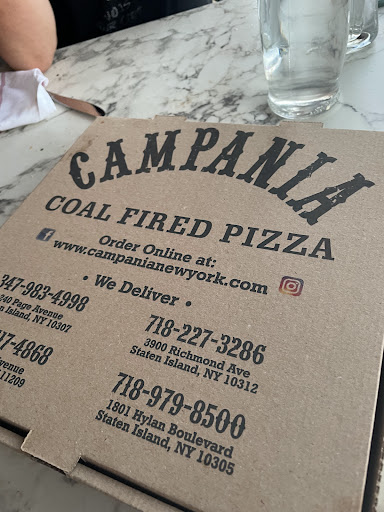 CAMPANIA
COAL FIRED PIZZA
Order Online at:
www.campanianewyork.com
• We Deliver •
347-983-4998
240 Page Avenue
Island, NY 10307
4868
11209
718-227-3286
3900 Richmond Ave
Staten Island, NY 10312
718-979-8500
1801 Hylan Boulevard
Staten Island, NY 10305